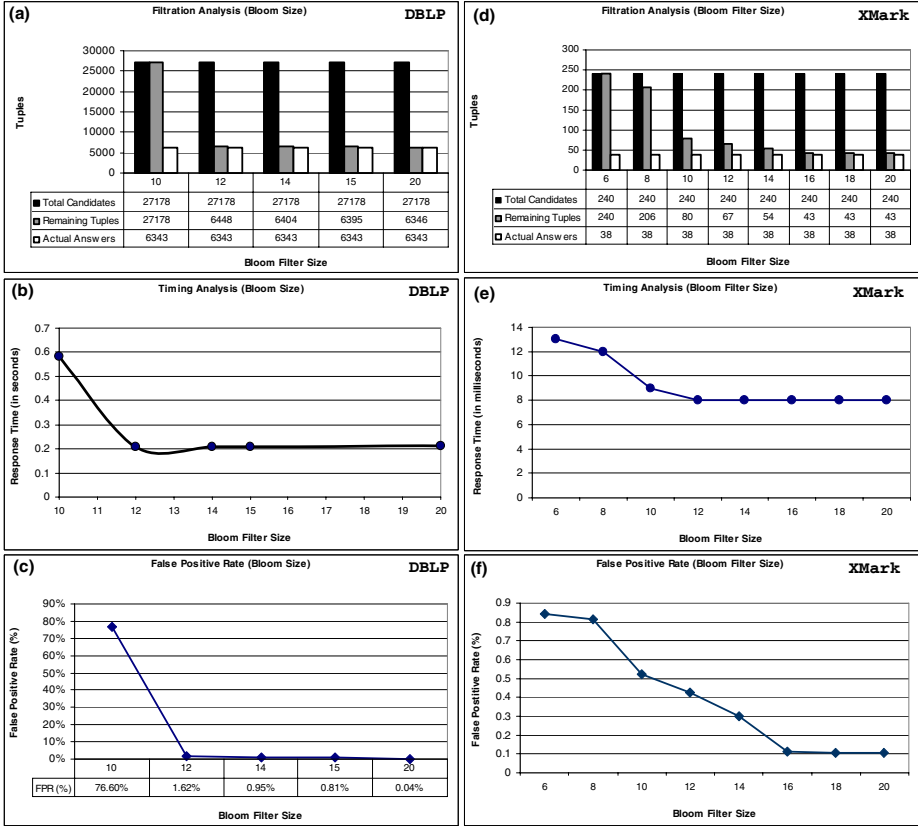 (a)
Filtration Analysis (Bloom Size)
DBLP
Tuples
30000
25000
20000
15000
10000
5000
0
10 12 14 15 20
Total Candidates 27178 27178 27178 27178 27178
Remaining Tuples 27178 6448 6404 6395 6346
Actual Answers 6343 6343 6343 6343 6343
Bloom Filter Size
(d)
Filtration Analysis (Bloom Filter Size)
XMark
Tuples
300
250
200
150
100
50
0
6 8 10 12 14 16 18 20
Total Candidates 240 240 240 240 240 240 240 240
Remaining Tuples 240 206 80 67 54 43 43 43
Actual Answers 38 38 38 38 38 38 38 38
Bloom Filter Size
(b)
Timing Analysis (Bloom Size)
DBLP
Response Time (in seconds)
0.7
0.6
0.5
0.4
0.3
0.2
0.1
0
10 11 12 13 14 15 16 17 18 19 20
Bloom Filter Size
(e)
Timing Analysis (Bloom Filter Size)
XMark
Response Time (in milliseconds)
14
12
10
8
6
4
2
0
6 8 10 12 14 16 18 20
Bloom Filter Size
(c)
False Positive Rate (Bloom Size)
DBLP
False Positive Rate (%)
90%
80%
70%
60%
50%
40%
30%
20%
10%
0%
10 12 14 15 20
FPR (%) 76.60% 1.62% 0.95% 0.81% 0.04%
Bloom Filter Size
(f)
False Positive Rate (Bloom Filter Size)
XMark
False Postitive Rate (%)
0.9
0.8
0.7
0.6
0.5
0.4
0.3
0.2
0.1
0
6 8 10 12 14 16 18 20
Bloom Filter Size